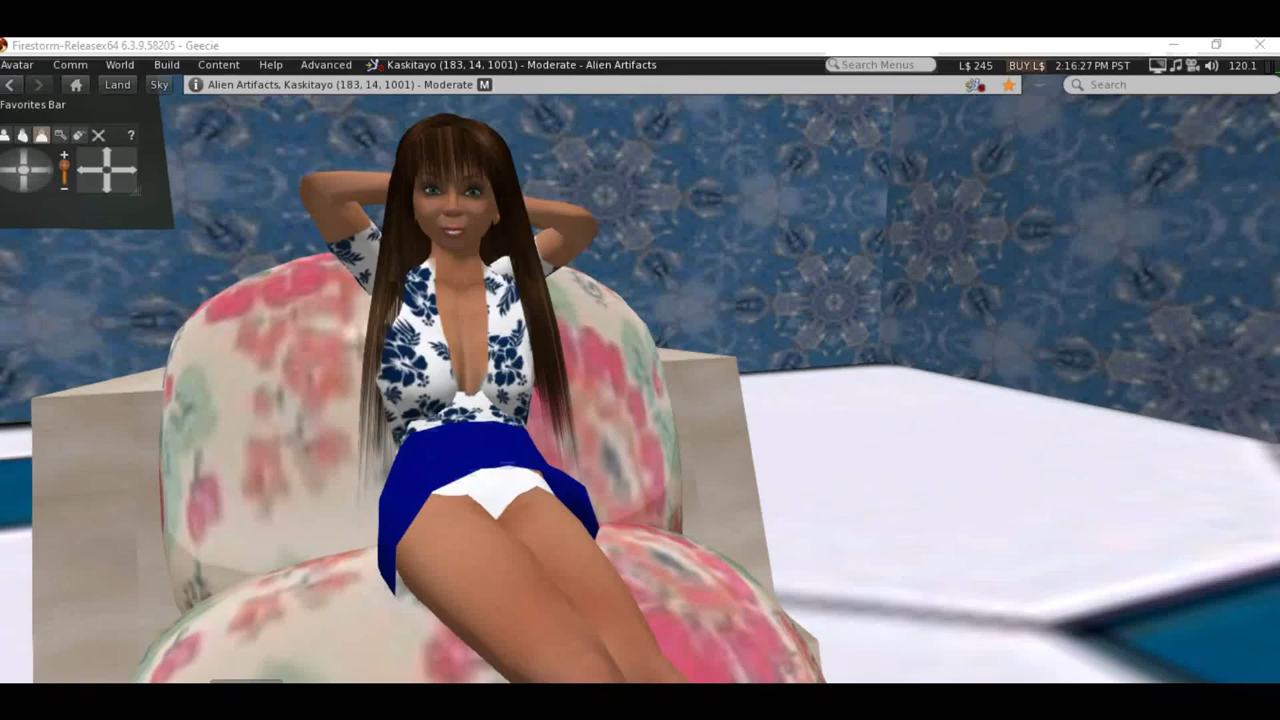 Firestorm-Releasex64 6.3.9.58205 - Geecie
Avatar Comm World Build Content Help Advanced Kaskitayo (183, 14, 1001) - Moderate - Alien Artifacts Search Menus L$ 245 BUY L$ 2:16:27 PM PST 120.1
Land Sky Alien Artifacts, Kaskitayo (183, 14, 1001) - Moderate M Search
Favorites Bar
?